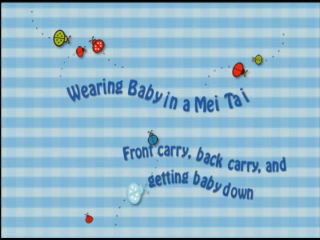 Wearing Baby in a Mei Tai
Front carry, back carry, and
getting baby down